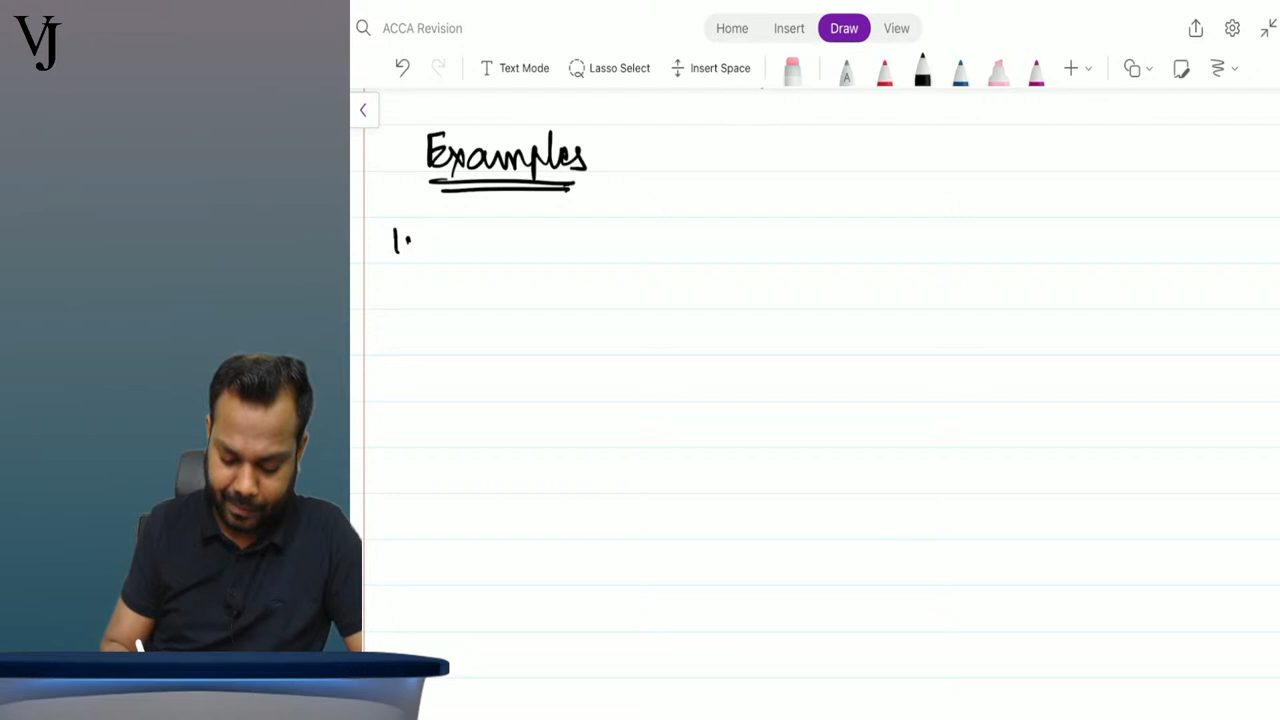 VJ
ACCA Revision
Home Insert Draw View
Text Mode Lasso Select Insert Space
A
Examples
1.